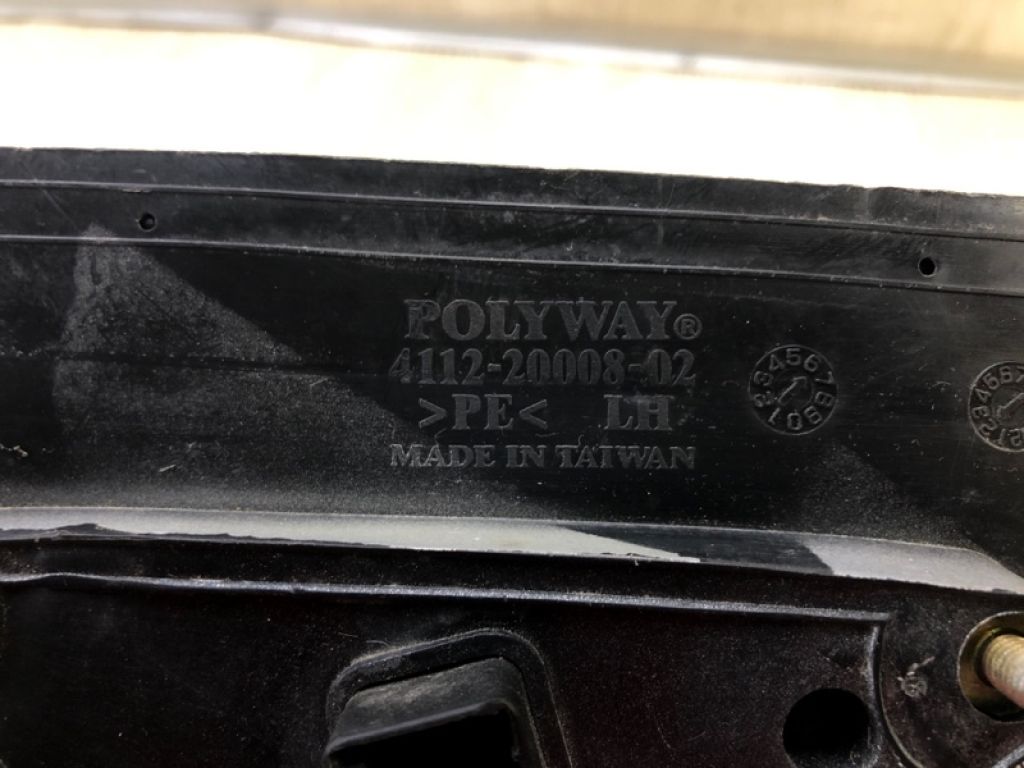 POLYWAY®
4112-20008-02
>PE< LH
MADE IN TAIWAN